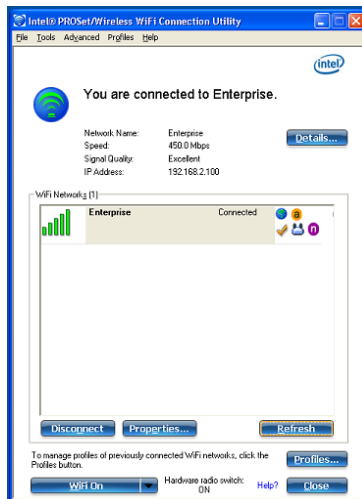 Intel® PROSet/Wireless WiFi Connection Utility
File Tools Advanced Profiles Help
intel
You are connected to Enterprise.
Network Name: Enterprise
Speed: 450.0 Mbps
Signal Quality: Excellent
IP Address: 192.168.2.100
Details...
WiFi Networks (1)
Enterprise Connected
a
n
Disconnect Properties... Refresh
To manage profiles of previously connected WiFi networks, click the
Profiles button.
Profiles...
WiFi On Hardware radio switch:
ON
Help? Close